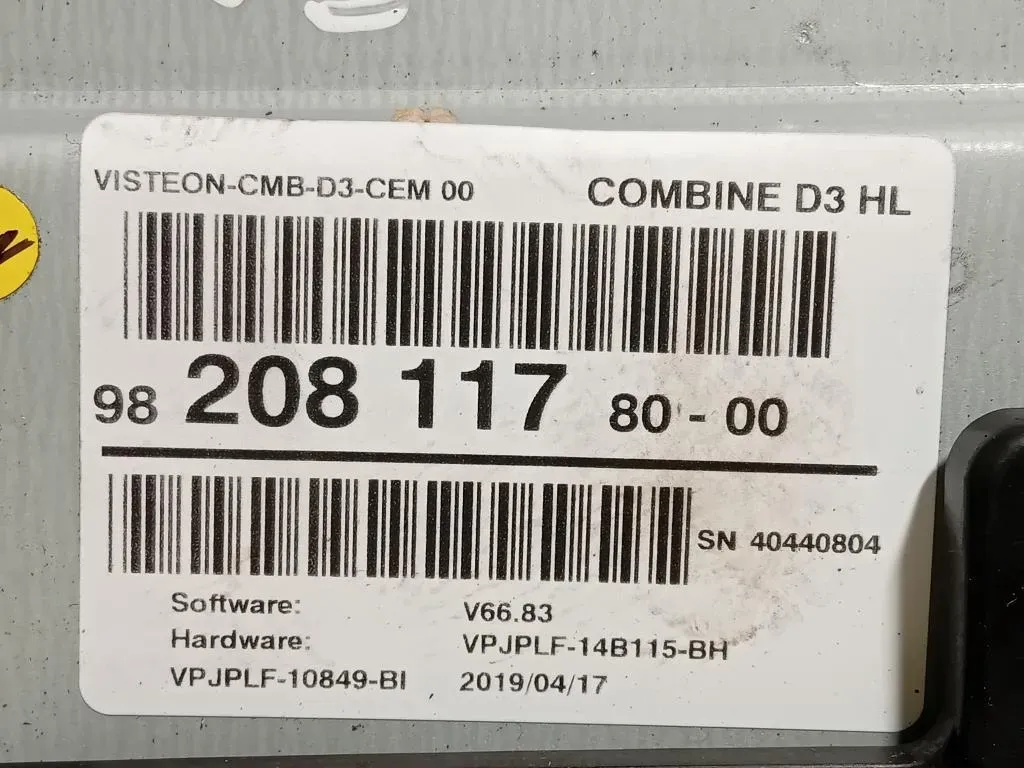 VISTEON-CMB-D3-CEM 00
COMBINE D3 HL
98 208 117 80 - 00
SN 40440804
Software: V66.83
Hardware: VPJPLF-14B115-BH
VPJPLF-10849-BI 2019/04/17